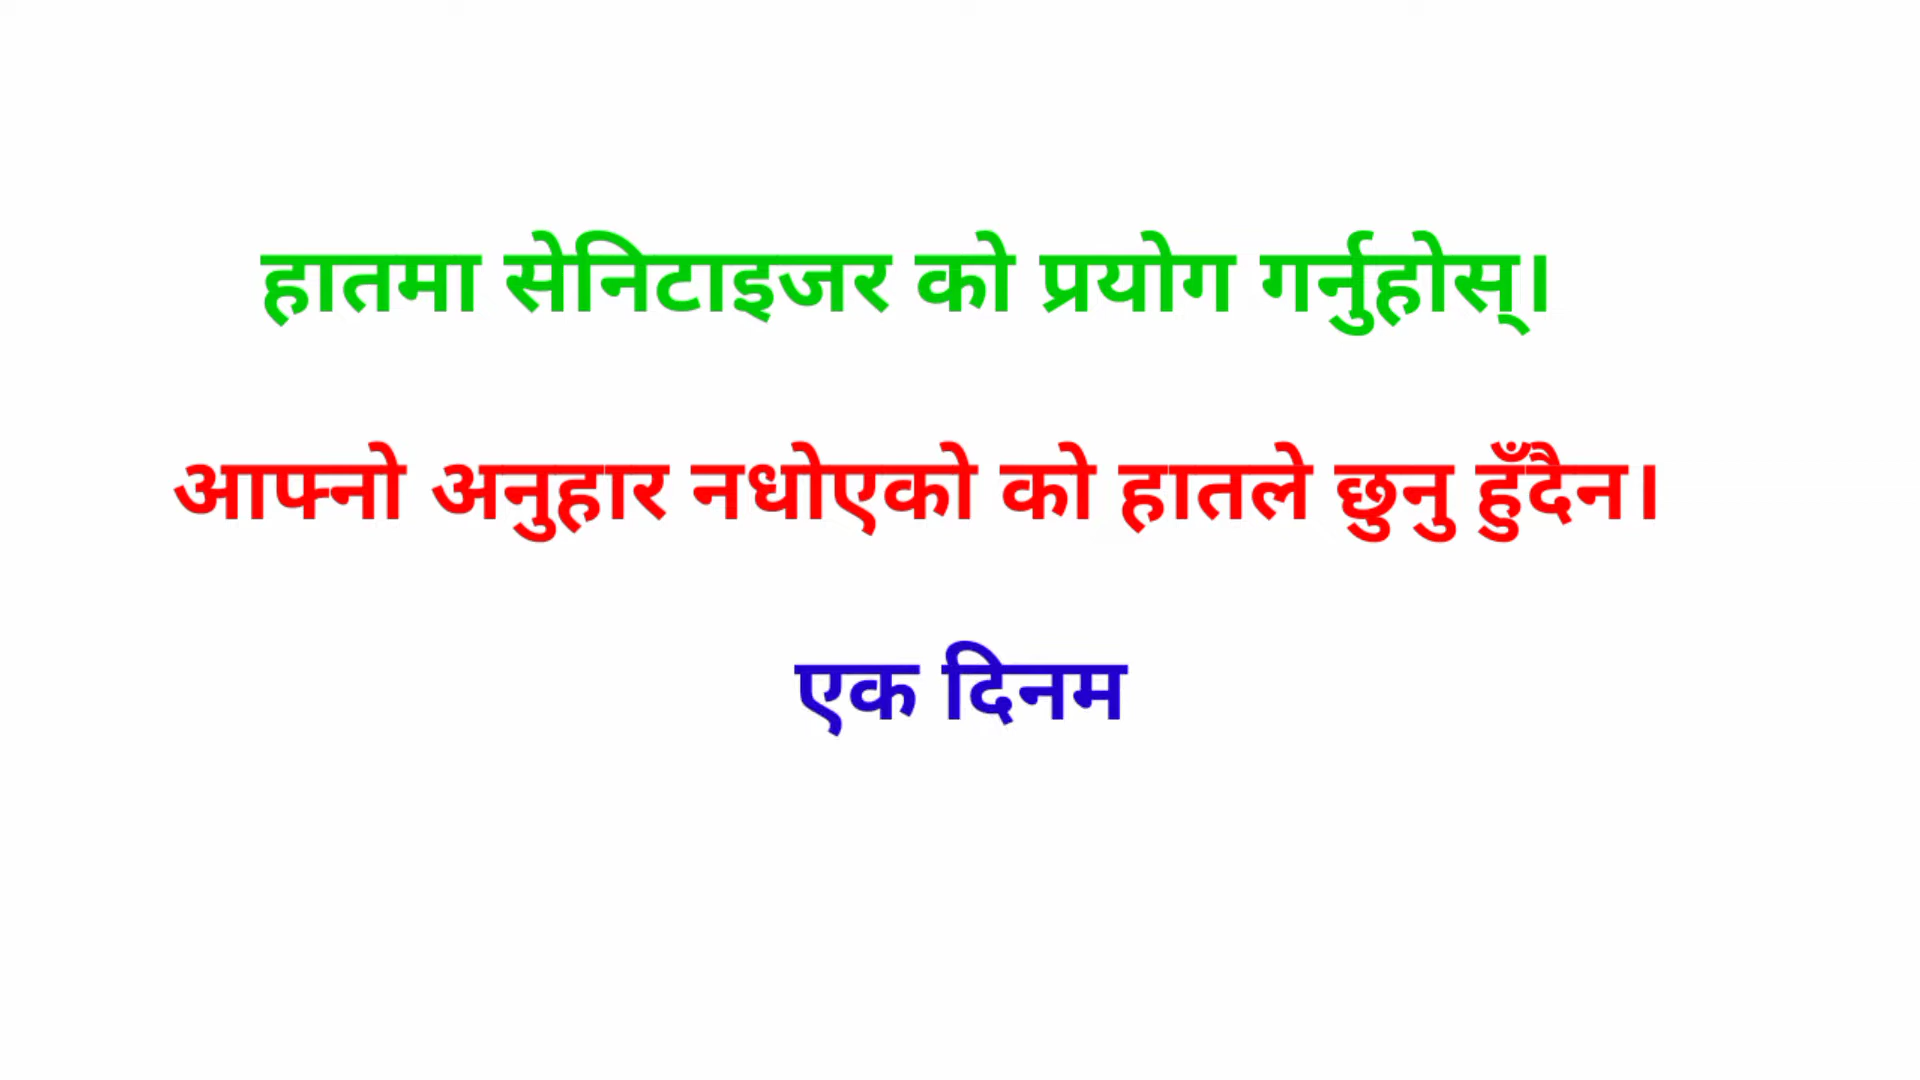 हातमा सेनिटाइजर को प्रयोग गर्नुहोस्।
आफ्नो अनुहार नधोएको को हातले छुनु हुँदैन।
एक दिनम